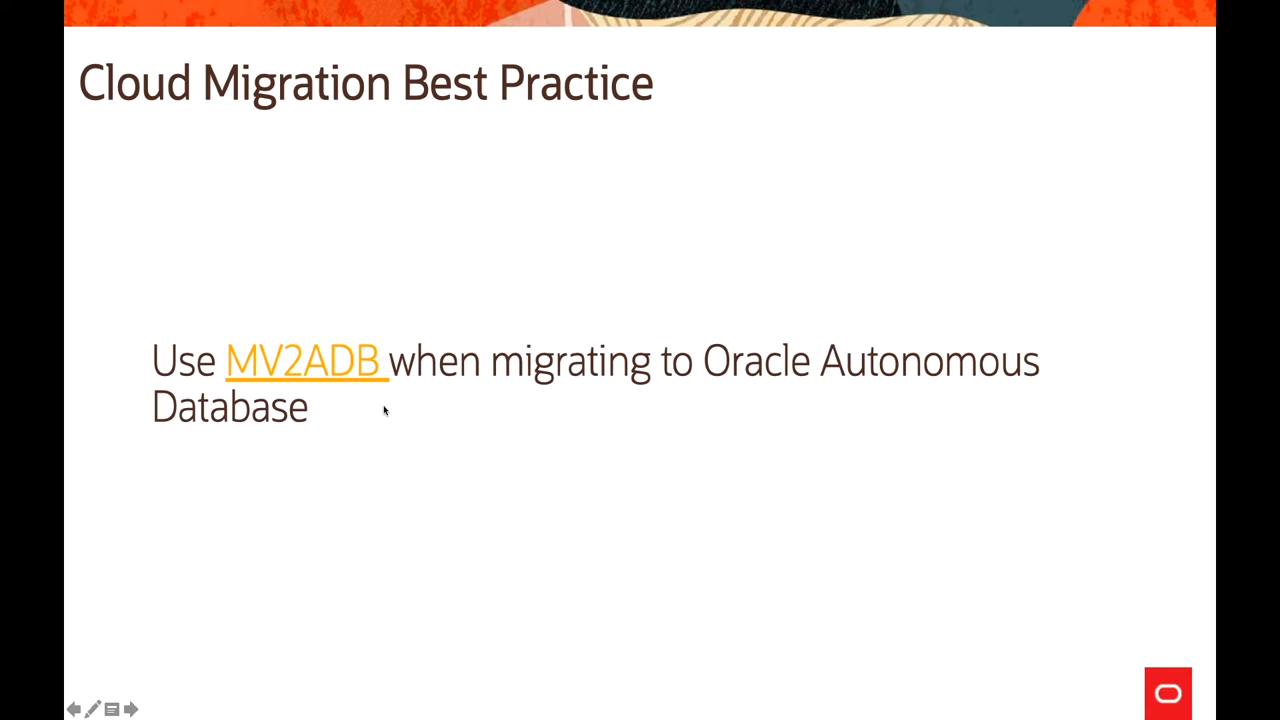 Cloud Migration Best Practice
Use MV2ADB when migrating to Oracle Autonomous
Database